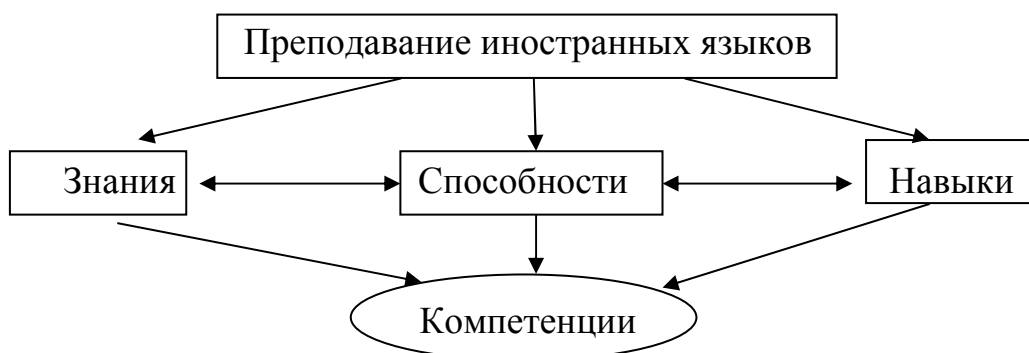 Преподавание иностранных языков
Знания
Способности
Навыки
Компетенции